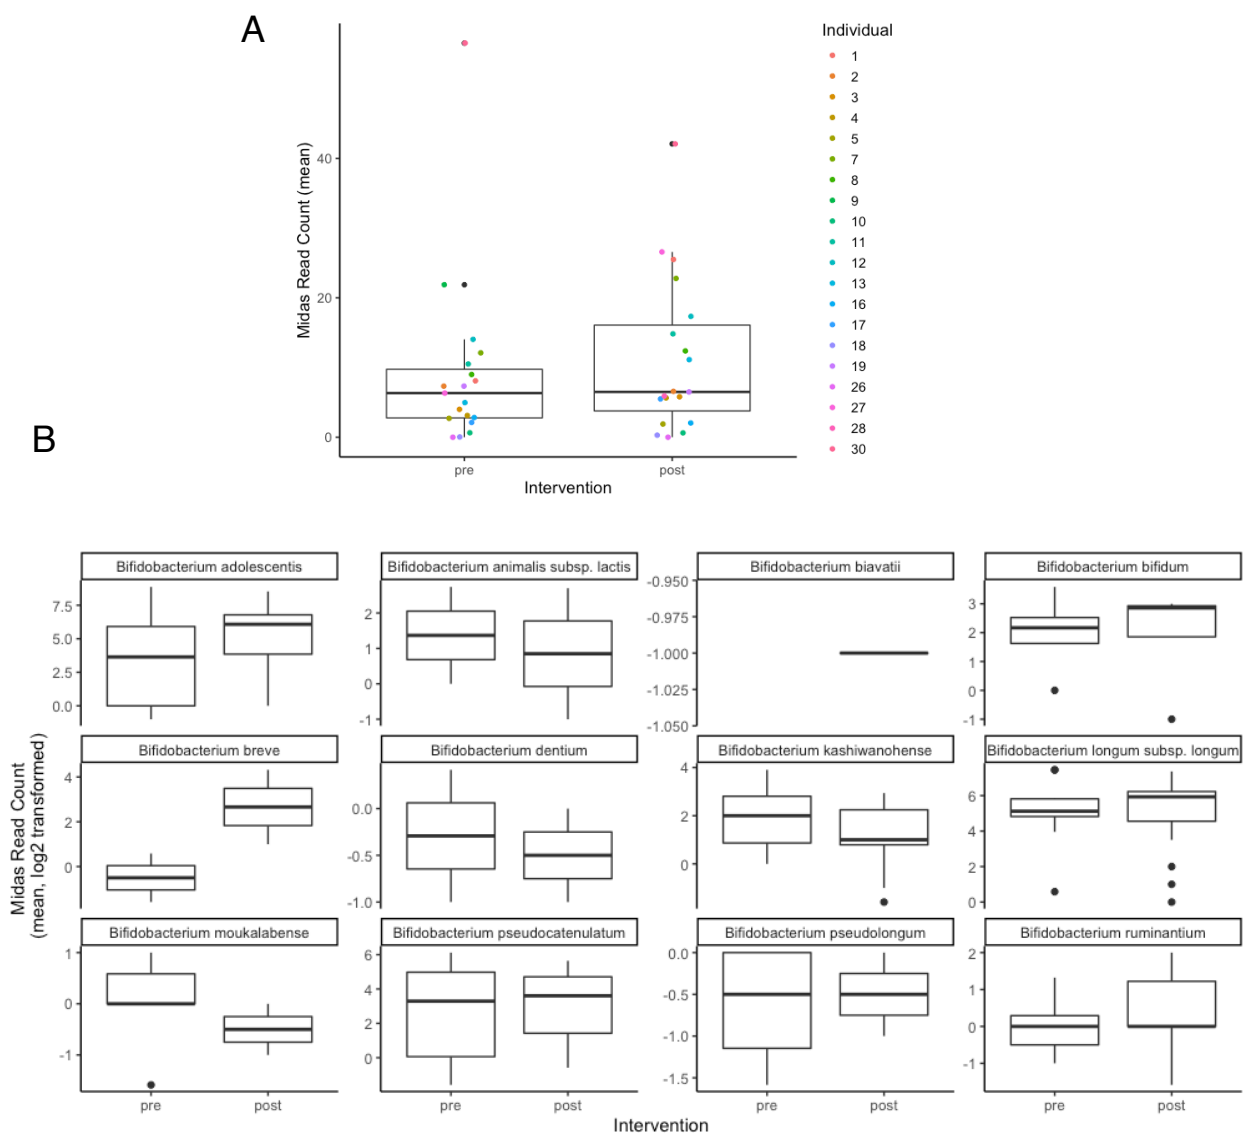 A
Individual
1
2
3
4
5
7
8
9
10
11
12
13
16
17
18
19
26
27
28
30
Midas Read Count (mean)
40
20
0
pre
post
Intervention
B
Bifidobacterium adolescentis
Bifidobacterium animalis subsp. lactis
Bifidobacterium biavatii
Bifidobacterium bifidum
7.5
5.0
2.5
0.0
2
1
0
-1
-0.950
-0.975
-1.000
-1.025
-1.050
3
2
1
0
-1
Bifidobacterium breve
Bifidobacterium dentium
Bifidobacterium kashiwanohense
Bifidobacterium longum subsp. longum
4
2
0
0.0
-0.5
-1.0
4
2
0
6
4
2
0
Midas Read Count
(mean, log2 transformed)
Bifidobacterium moukalabense
Bifidobacterium pseudocatenulatum
Bifidobacterium pseudolongum
Bifidobacterium ruminantium
1
0
-1
6
4
2
0
0.0
-0.5
-1.0
-1.5
2
1
0
-1
pre
post
pre
post
pre
post
pre
post
Intervention